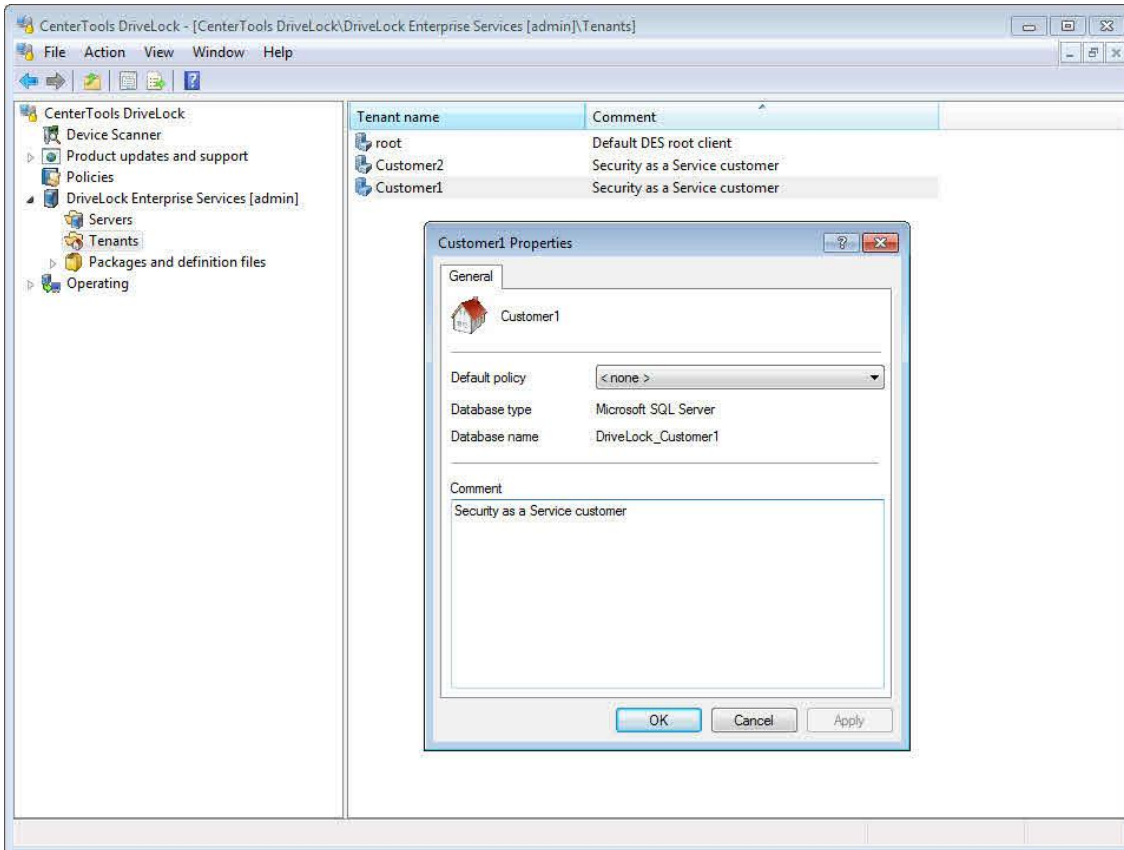 CenterTools DriveLock - [CenterTools DriveLock\DriveLock Enterprise Services [admin]\Tenants]
File Action View Window Help
CenterTools DriveLock
Device Scanner
Product updates and support
Policies
DriveLock Enterprise Services [admin]
Servers
Tenants
Packages and definition files
Operating
Tenant name Comment
root Default DES root client
Customer2 Security as a Service customer
Customer1 Security as a Service customer
Customer1 Properties
General
Customer1
Default policy < none >
Database type Microsoft SQL Server
Database name DriveLock_Customer1
Comment
Security as a Service customer
OK Cancel Apply